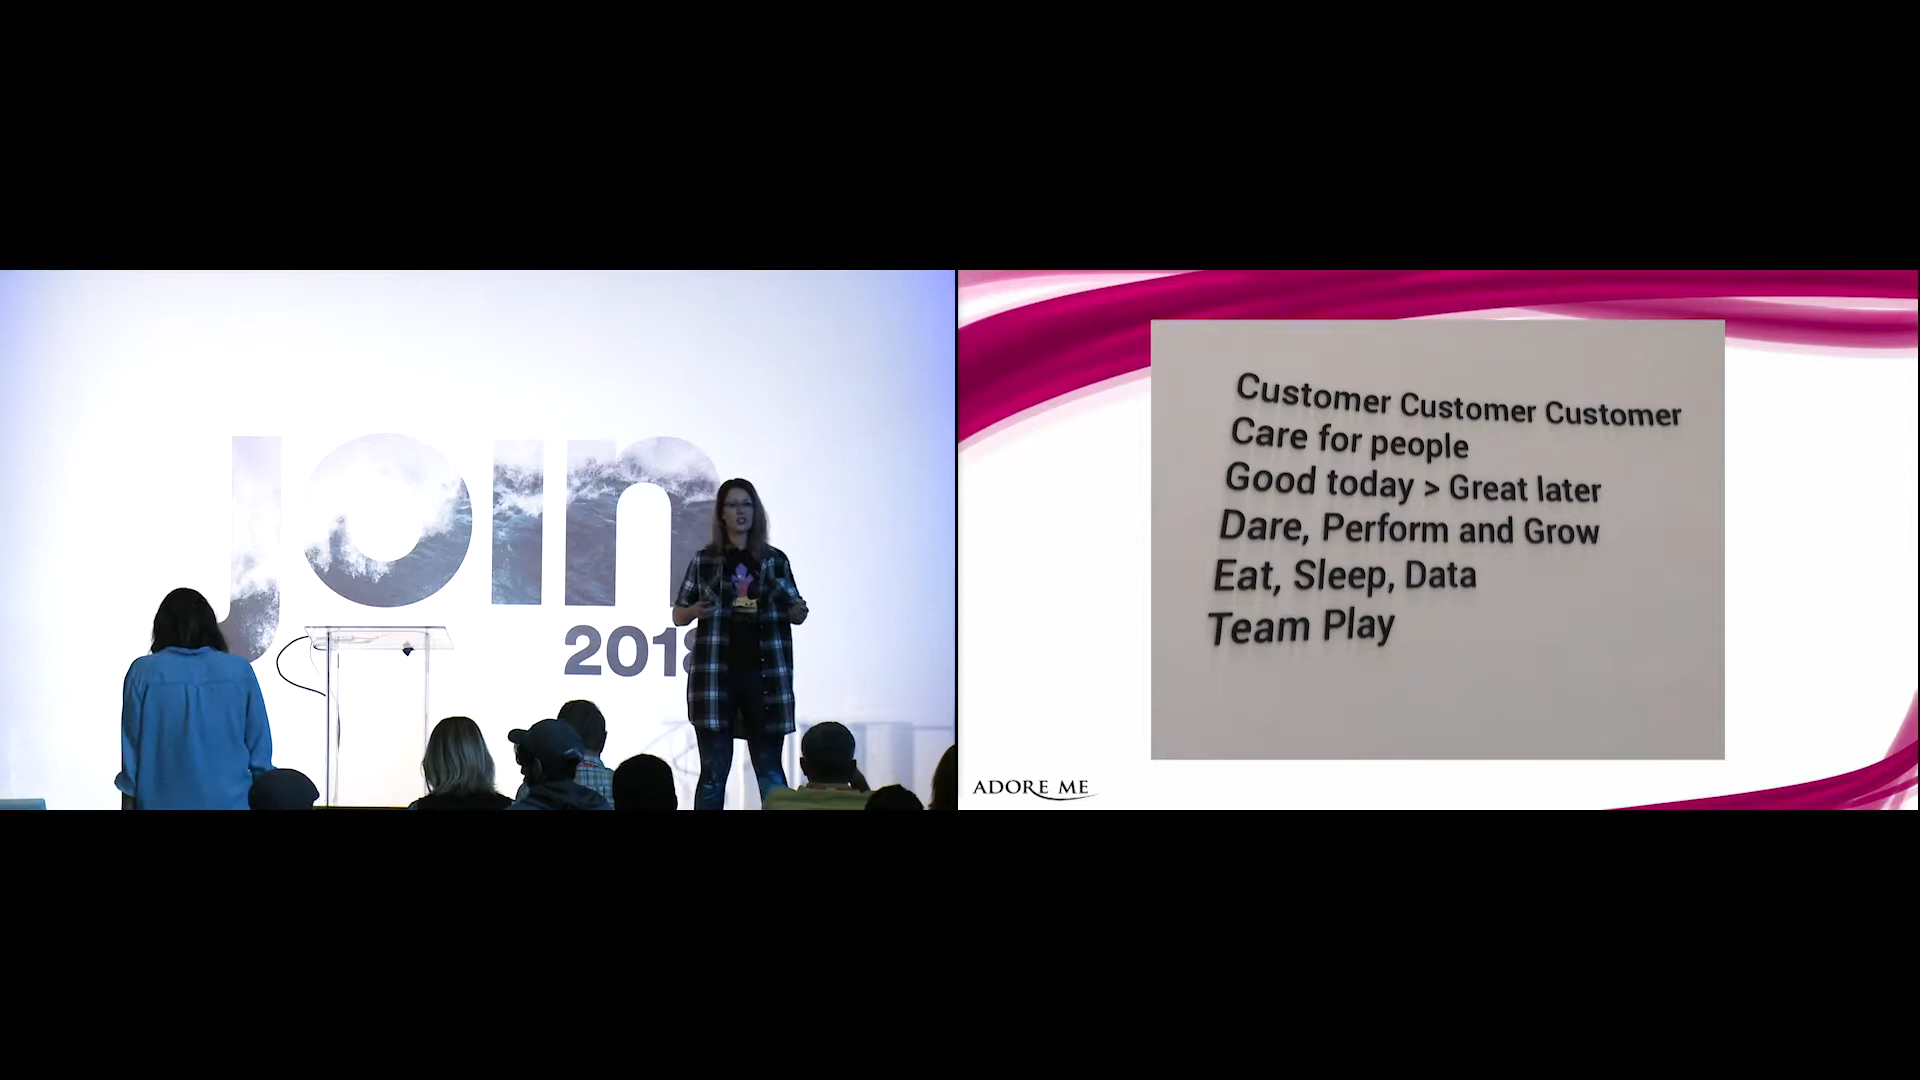 join
2018
Customer Customer Customer
Care for people
Good today > Great later
Dare, Perform and Grow
Eat, Sleep, Data
Team Play
ADORE ME